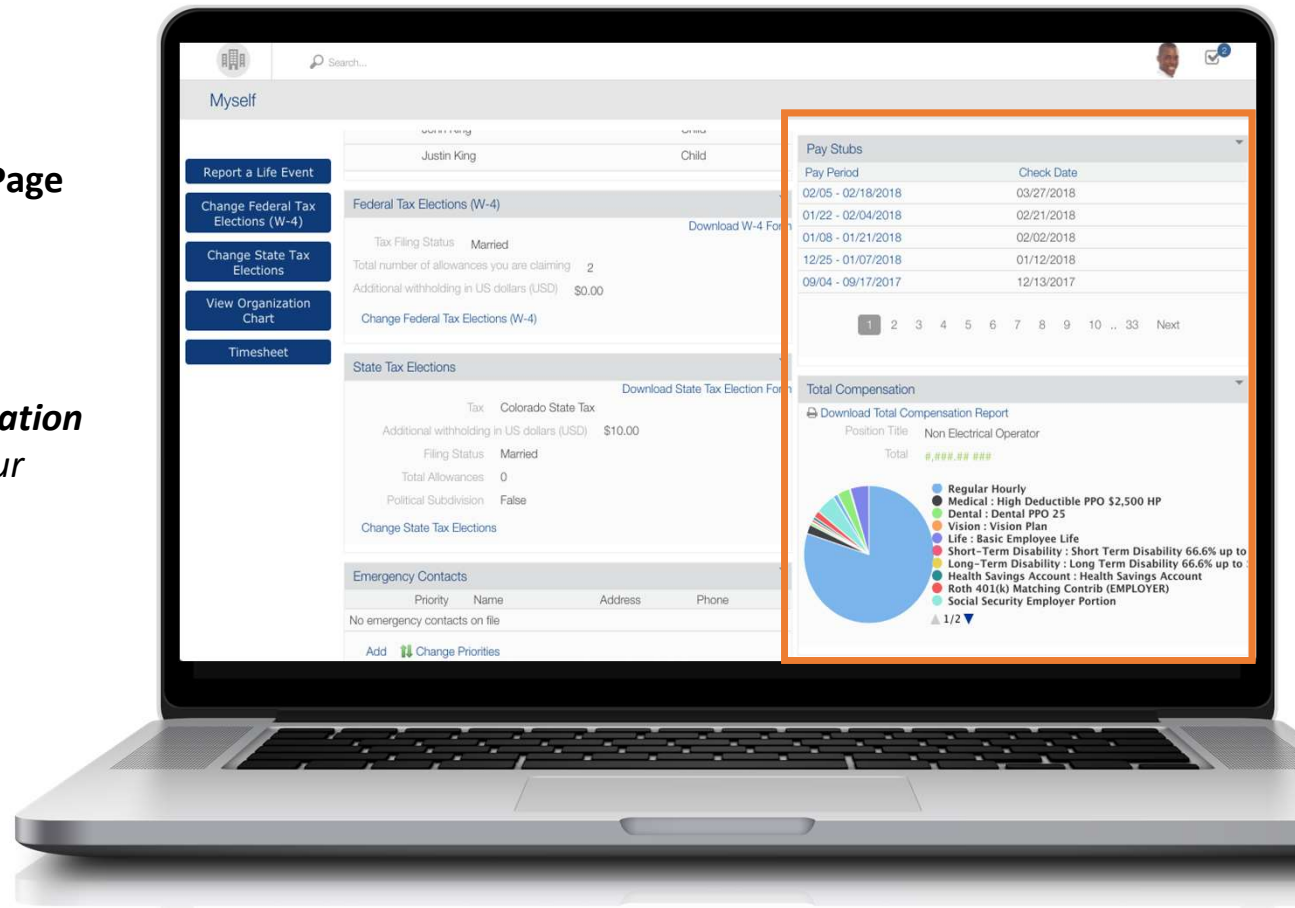 Page
ation
ur
Search...
2
Myself
Report a Life Event
Change Federal Tax
Elections (W-4)
Change State Tax
Elections
View Organization
Chart
Timesheet
John King Child
Justin King Child
Federal Tax Elections (W-4)
Download W-4 Form
Tax Filing Status Married
Total number of allowances you are claiming 2
Additional withholding in US dollars (USD) $0.00
Change Federal Tax Elections (W-4)
State Tax Elections
Download State Tax Election Form
Tax Colorado State Tax
Additional withholding in US dollars (USD) $10.00
Filing Status Married
Total Allowances 0
Political Subdivision False
Change State Tax Elections
Emergency Contacts
Priority Name Address Phone
No emergency contacts on file
Add Change Priorities
Pay Stubs
Pay Period Check Date
02/05 - 02/18/2018 03/27/2018
01/22 - 02/04/2018 02/21/2018
01/08 - 01/21/2018 02/02/2018
12/25 - 01/07/2018 01/12/2018
09/04 - 09/17/2017 12/13/2017
1 2 3 4 5 6 7 8 9 10 .. 33 Next
Total Compensation
Download Total Compensation Report
Position Title Non Electrical Operator
Total #,###.## ###
Regular Hourly
Medical : High Deductible PPO $2,500 HP
Dental : Dental PPO 25
Vision : Vision Plan
Life : Basic Employee Life
Short-Term Disability : Short Term Disability 66.6% up to
Long-Term Disability : Long Term Disability 66.6% up to
Health Savings Account : Health Savings Account
Roth 401(k) Matching Contrib (EMPLOYER)
Social Security Employer Portion
1/2